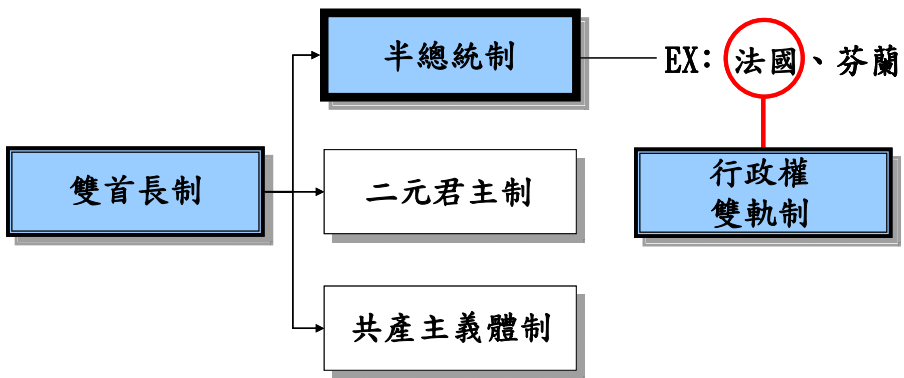 半總統制
EX: 法國、芬蘭
雙首長制
二元君主制
行政權
雙軌制
共產主義體制